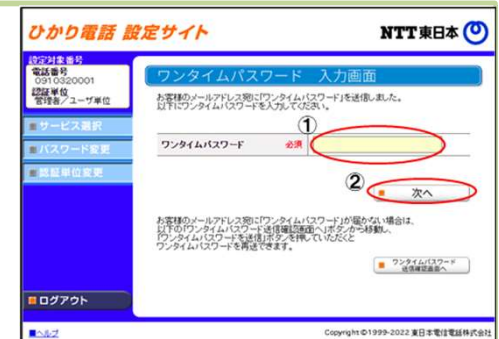 ひかり電話 設定サイト
NTT東日本
設定対象番号
電話番号
0910320001
認証単位
管理者／ユーザ単位
サービス選択
パスワード変更
認証単位変更
ログアウト
ヘルプ
ワンタイムパスワード 入力画面
お客様のメールアドレス宛に「ワンタイムパスワード」を送信しました。
以下にワンタイムパスワードを入力してください。
①
ワンタイムパスワード 必須
②
次へ
お客様のメールアドレス宛に「ワンタイムパスワード」が届かない場合は、
以下の「ワンタイムパスワード送信確認画面へ」ボタンから移動し、
「ワンタイムパスワードを送信」ボタンを押していただくと
ワンタイムパスワードを再送できます。
ワンタイムパスワード
送信確認画面へ
Copyright©1999-2022 東日本電信電話株式会社